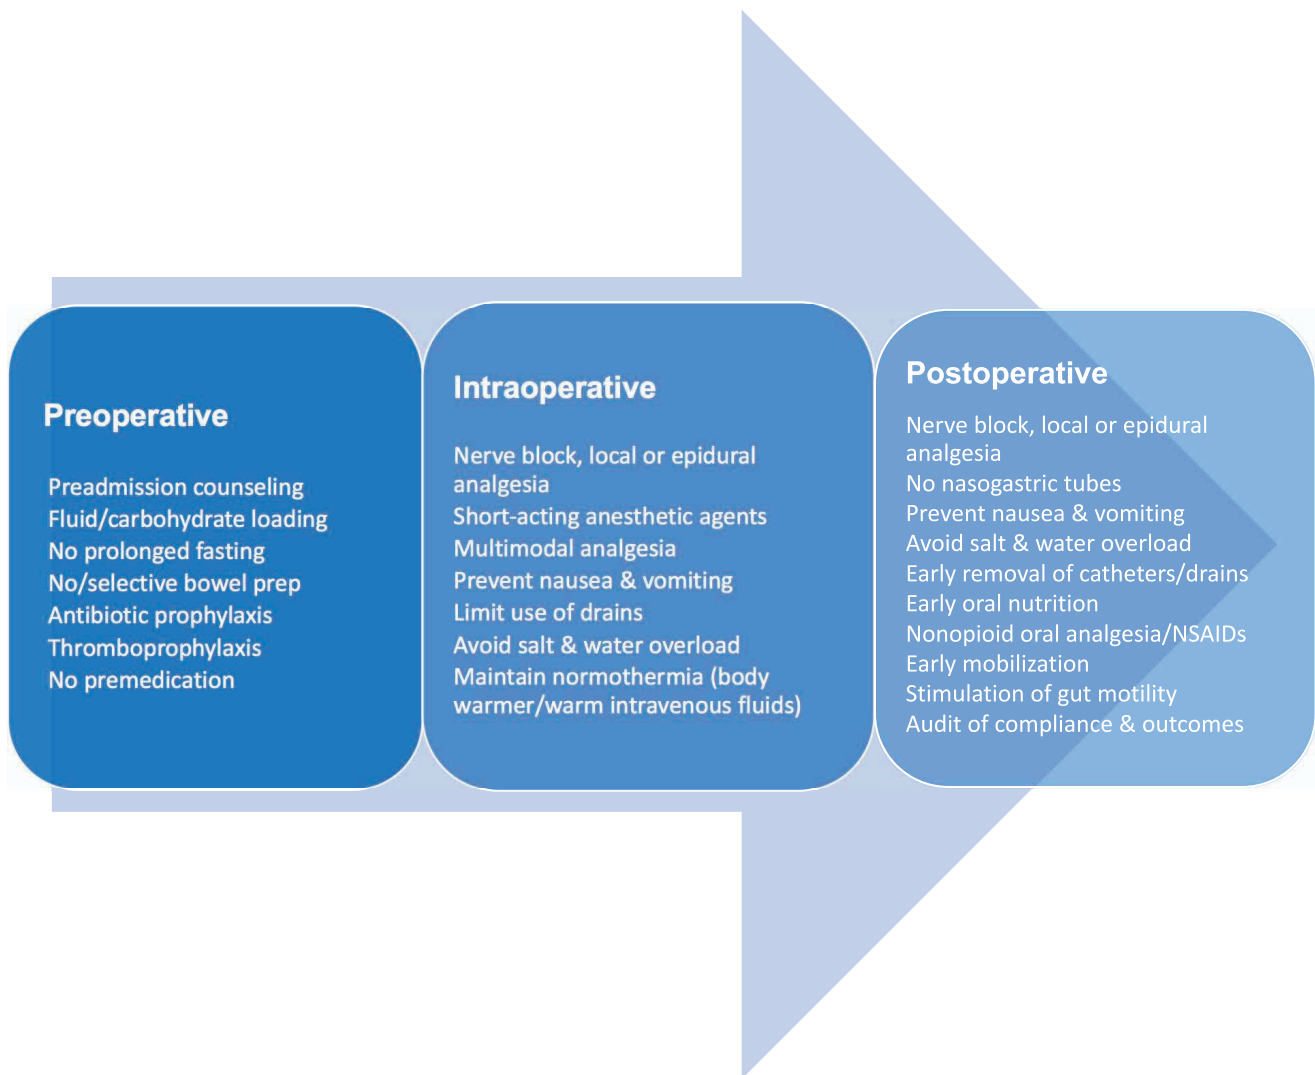 Preoperative
Preadmission counseling
Fluid/carbohydrate loading
No prolonged fasting
No/selective bowel prep
Antibiotic prophylaxis
Thromboprophylaxis
No premedication
Intraoperative
Nerve block, local or epidural
analgesia
Short-acting anesthetic agents
Multimodal analgesia
Prevent nausea & vomiting
Limit use of drains
Avoid salt & water overload
Maintain normothermia (body
warmer/warm intravenous fluids)
Postoperative
Nerve block, local or epidural
analgesia
No nasogastric tubes
Prevent nausea & vomiting
Avoid salt & water overload
Early removal of catheters/drains
Early oral nutrition
Nonopioid oral analgesia/NSAIDs
Early mobilization
Stimulation of gut motility
Audit of compliance & outcomes